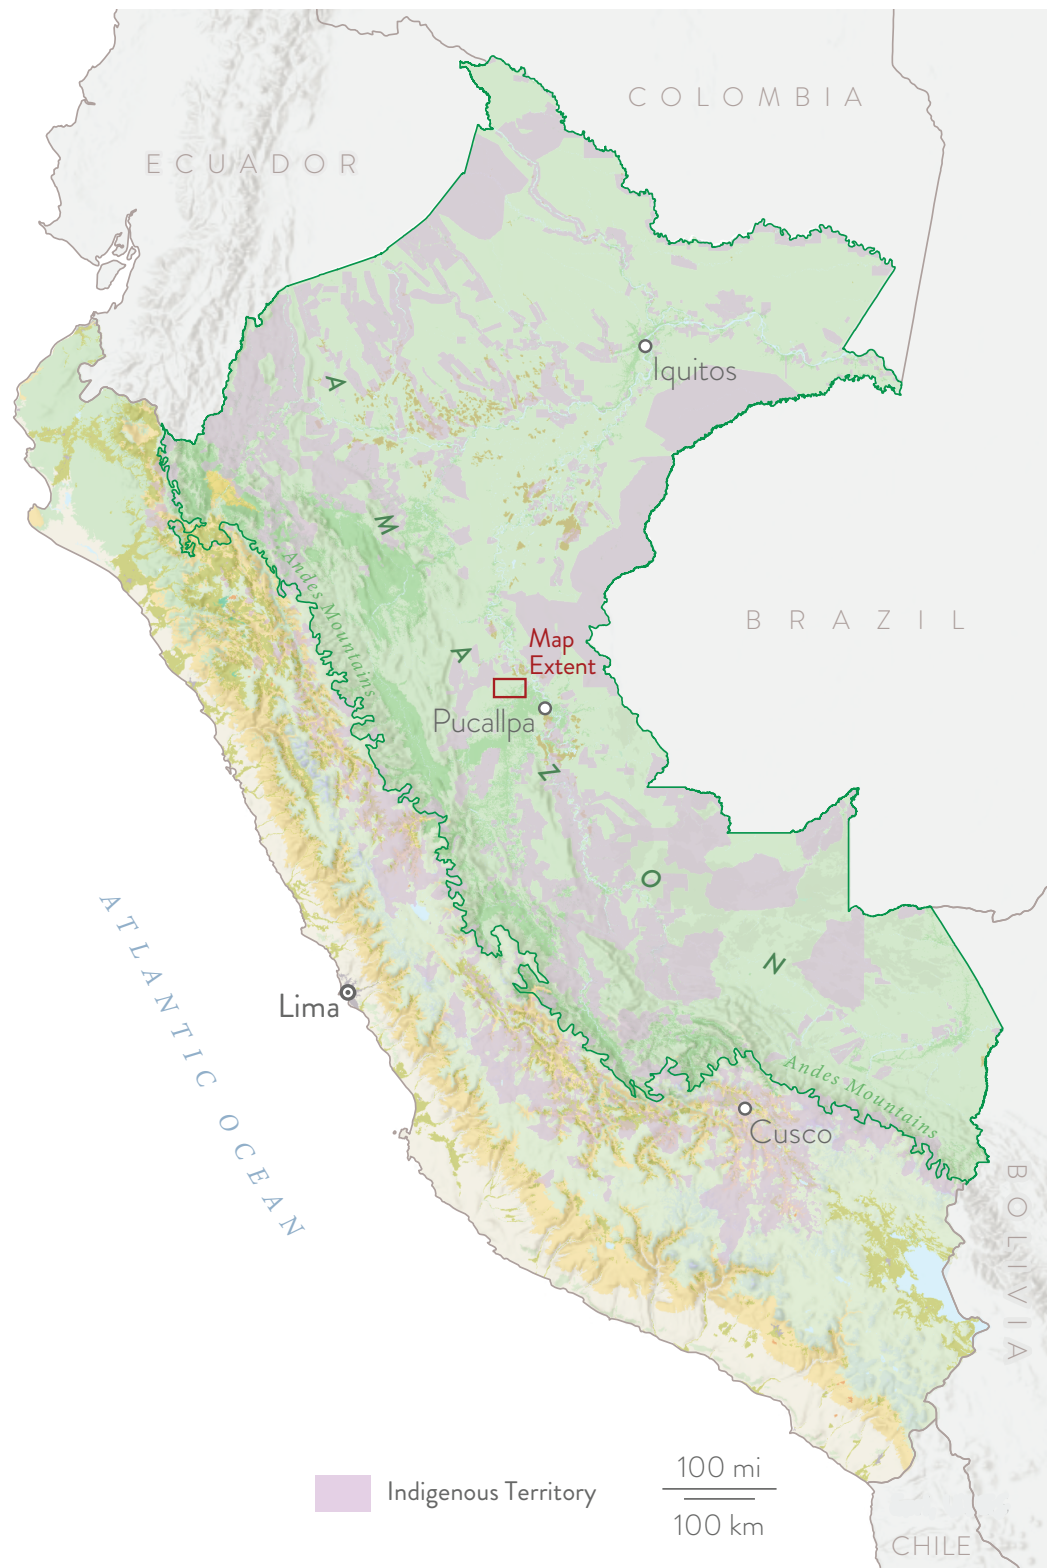 COLOMBIA
ECUADOR
Iquitos
AMAZON
Andes Mountains
BRAZIL
Map
Extent
Pucallpa
ATLANTIC OCEAN
Lima
Andes Mountains
Cusco
BOLIVIA
Indigenous Territory
100 mi
100 km
CHILE